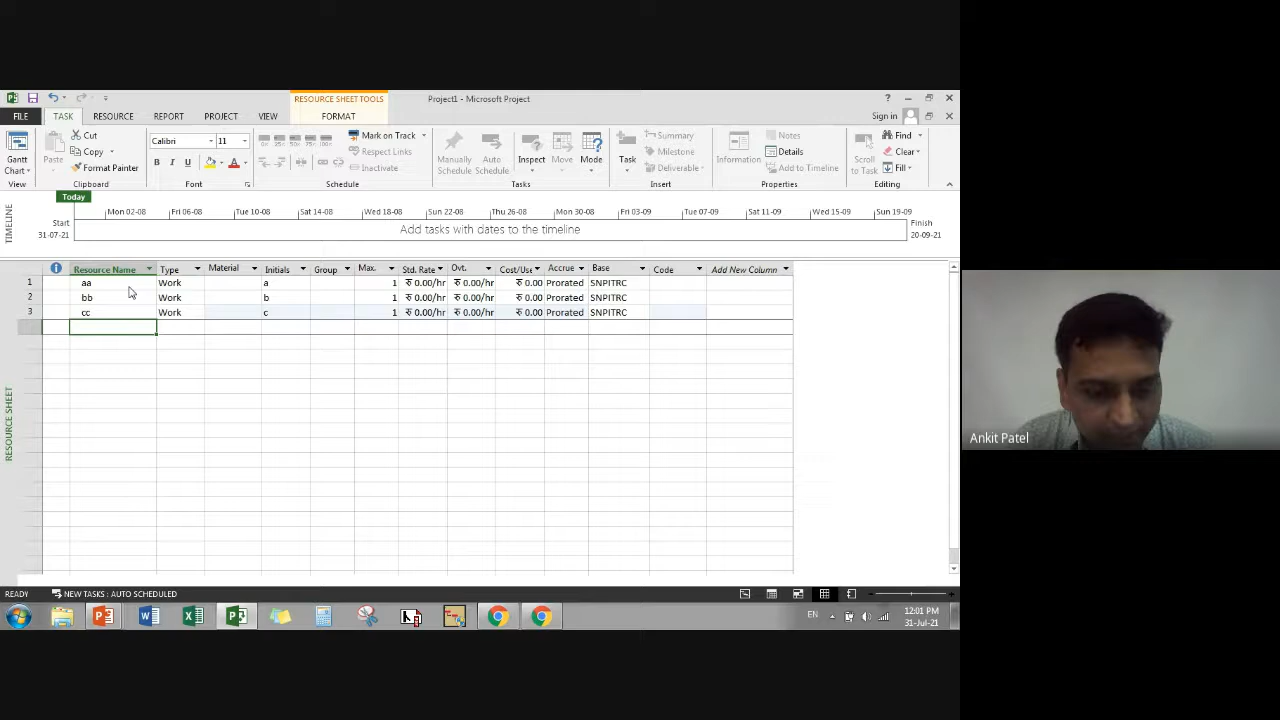 RESOURCE SHEET TOOLS
Project1 - Microsoft Project
Sign in
FILE TASK RESOURCE REPORT PROJECT VIEW FORMAT
Gantt Chart
View
Paste
Cut
Copy
Format Painter
Clipboard
Calibri 11
B I U A
Font
Mark on Track
Respect Links
Inactivate
Schedule
Manually Schedule
Auto Schedule
Inspect
Move
Mode
Tasks
Task
Summary
Milestone
Deliverable
Insert
Information
Notes
Details
Add to Timeline
Properties
Scroll to Task
Find
Clear
Fill
Editing
Today
TIMELINE
Start
31-07-21
Mon 02-08 Fri 06-08 Tue 10-08 Sat 14-08 Wed 18-08 Sun 22-08 Thu 26-08 Mon 30-08 Fri 03-09 Tue 07-09 Sat 11-09 Wed 15-09 Sun 19-09
Add tasks with dates to the timeline
Finish
20-09-21
Resource Name Type Material Initials Group Max. Std. Rate Ovt. Cost/Use Accrue Base Code Add New Column
1 aa Work a 1 ₹ 0.00/hr ₹ 0.00/hr ₹ 0.00 Prorated SNPITRC
2 bb Work b 1 ₹ 0.00/hr ₹ 0.00/hr ₹ 0.00 Prorated SNPITRC
3 cc Work c 1 ₹ 0.00/hr ₹ 0.00/hr ₹ 0.00 Prorated SNPITRC
RESOURCE SHEET
READY NEW TASKS : AUTO SCHEDULED
EN
12:01 PM
31-Jul-21
Ankit Patel